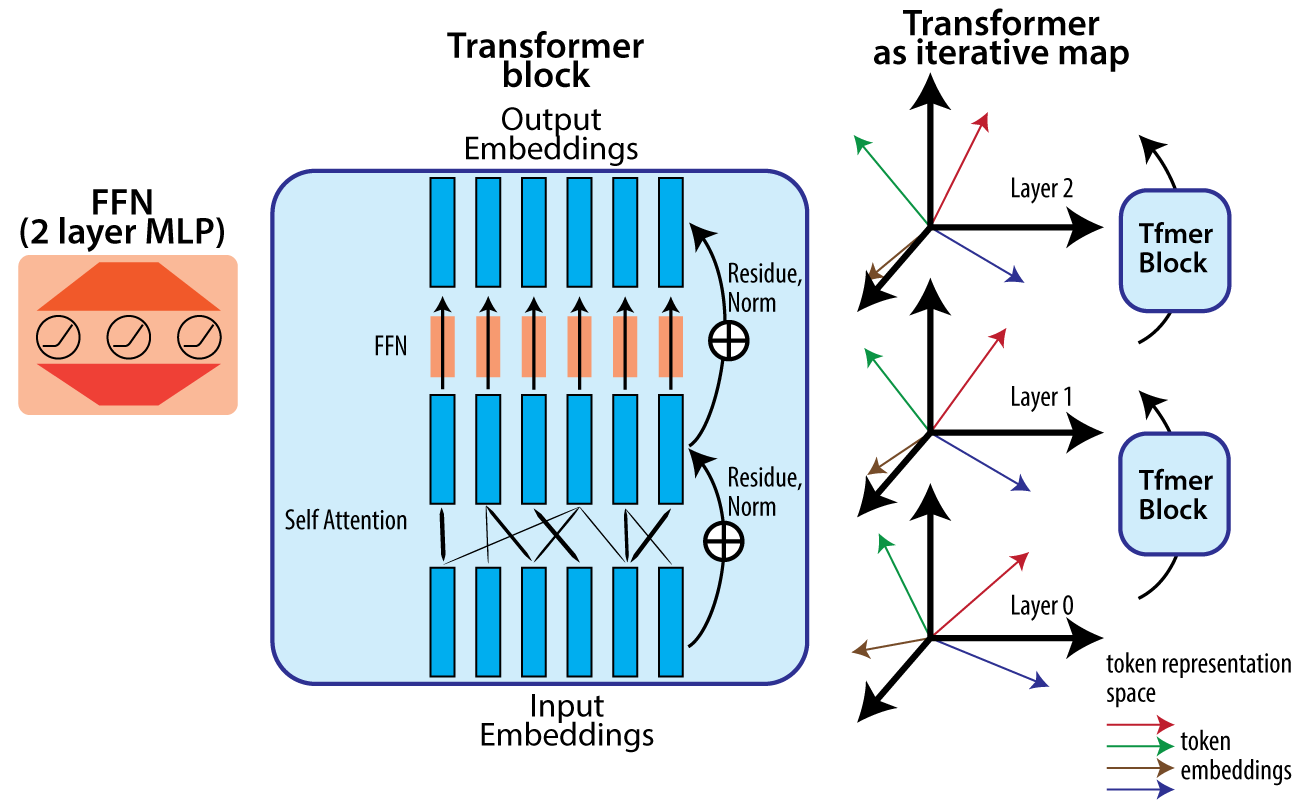 FFN
(2 layer MLP)
Transformer
block
Output
Embeddings
Residue,
Norm
FFN
Residue,
Norm
Self Attention
Input
Embeddings
Transformer
as iterative map
Layer 2
Tfmer
Block
Layer 1
Tfmer
Block
Layer 0
token representation
space
token
embeddings